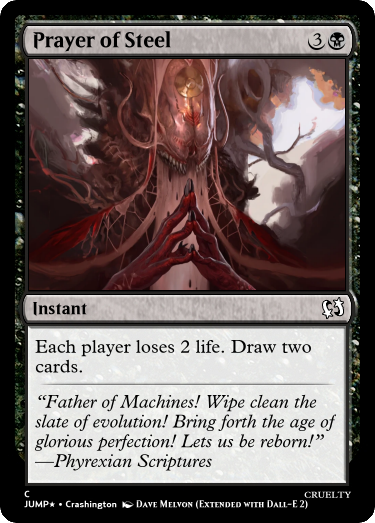 Prayer of Steel 3
Instant
Each player loses 2 life. Draw two
cards.
“Father of Machines! Wipe clean the
slate of evolution! Bring forth the age of
glorious perfection! Lets us be reborn!”
—Phyrexian Scriptures
C CRUELTY
JUMP★ • Crashington Dave Melvon (Extended with Dall-E 2)